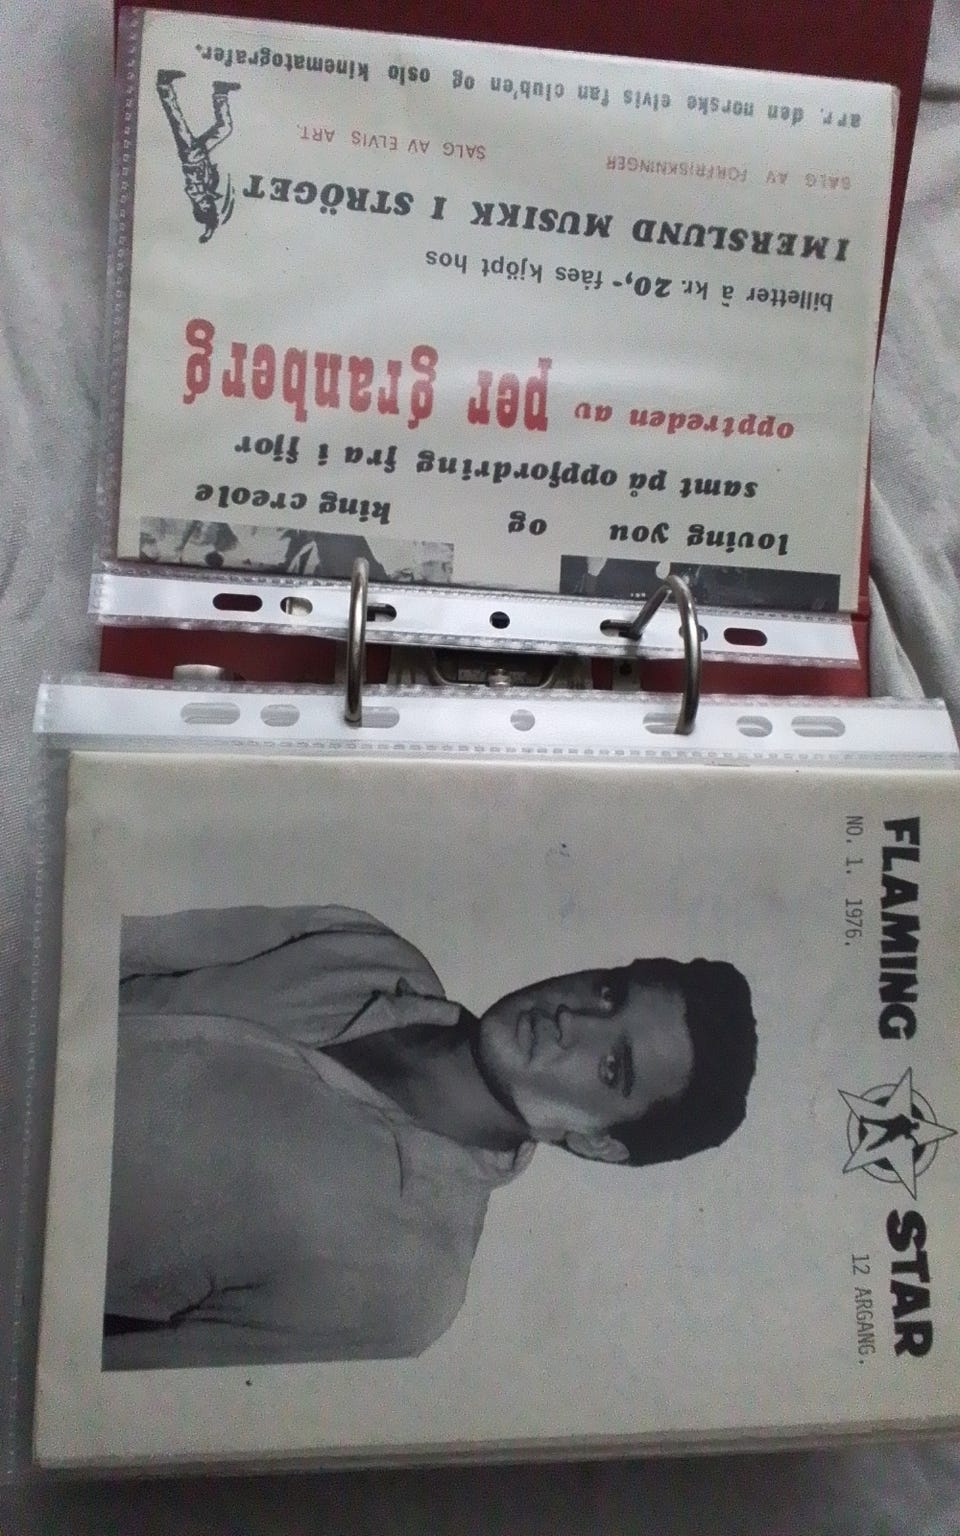 loving you og king creole
samt på oppfordring fra i fjor
opptreden av per granberg
billetter à kr. 20,- fåes kjöpt hos
IMERSLUND MUSIKK I STRÖGET
SALG AV FORFRISKNINGER SALG AV ELVIS ART.
arr. den norske elvis fan club'en og oslo kinematografer.
FLAMING STAR
NO. 1. 1976. 12 ARGANG.